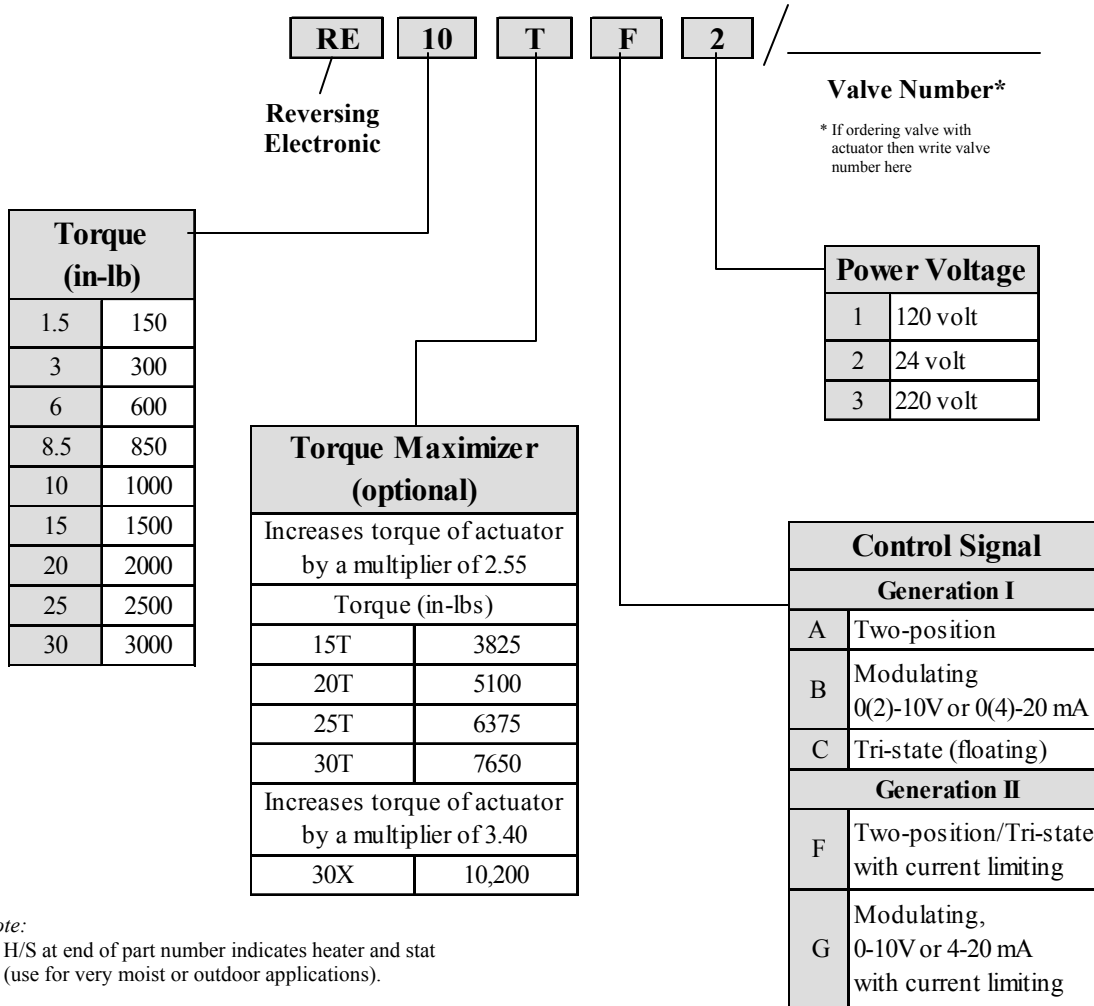 RE 10 T F 2 /
Reversing
Electronic
Valve Number*
* If ordering valve with
actuator then write valve
number here
Torque
(in-lb)
1.5 150
3 300
6 600
8.5 850
10 1000
15 1500
20 2000
25 2500
30 3000
Power Voltage
1 120 volt
2 24 volt
3 220 volt
Torque Maximizer
(optional)
Increases torque of actuator
by a multiplier of 2.55
Torque (in-lbs)
15T 3825
20T 5100
25T 6375
30T 7650
Increases torque of actuator
by a multiplier of 3.40
30X 10,200
Control Signal
Generation I
A Two-position
B Modulating
0(2)-10V or 0(4)-20 mA
C Tri-state (floating)
Generation II
F Two-position/Tri-state
with current limiting
G Modulating,
0-10V or 4-20 mA
with current limiting
ote:
H/S at end of part number indicates heater and stat
(use for very moist or outdoor applications).